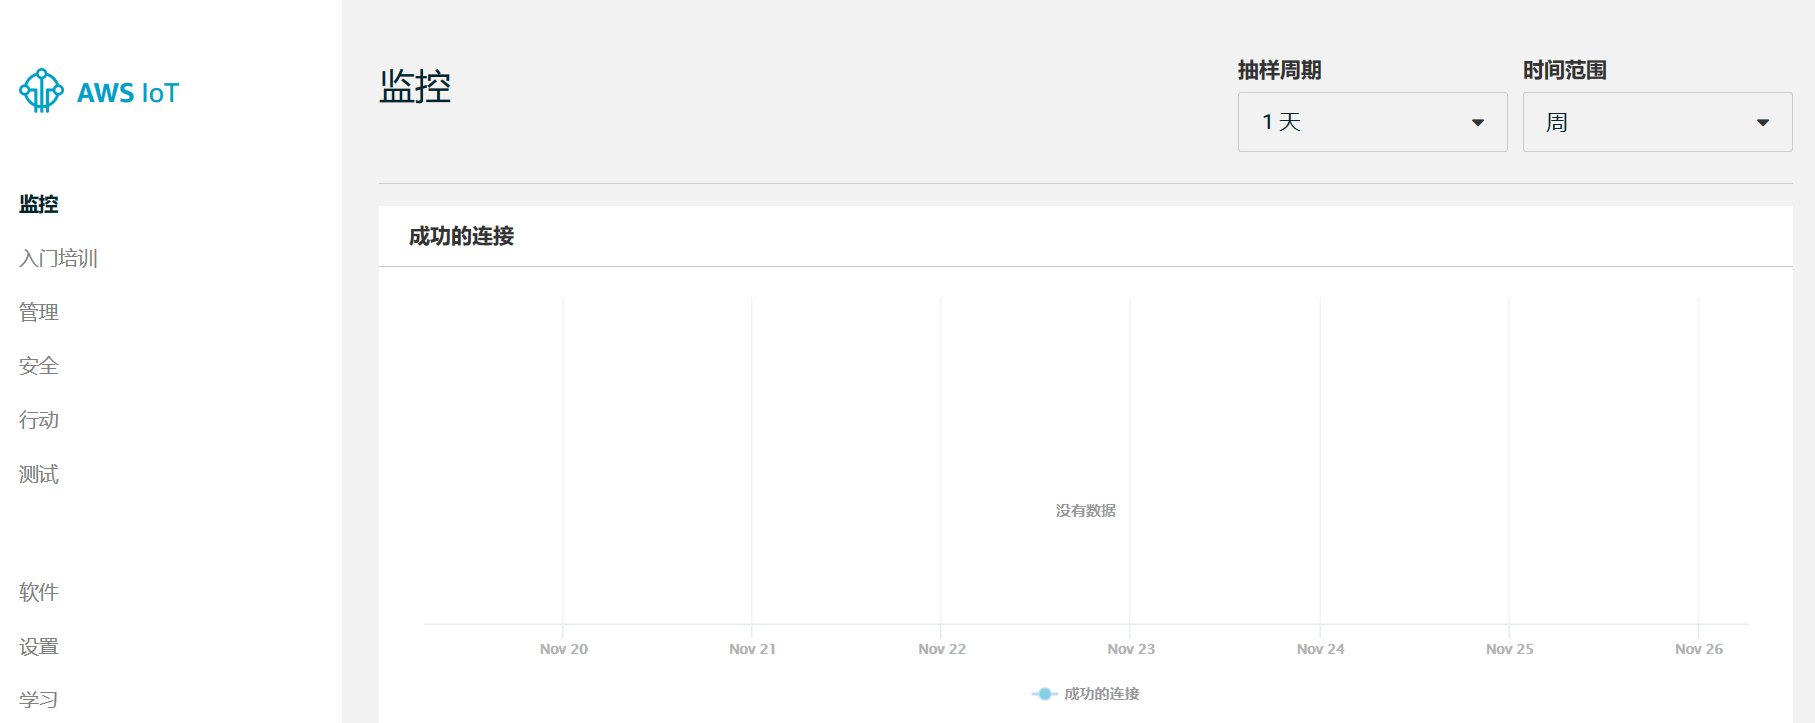 AWS IoT
监控
入门培训
管理
安全
行动
测试
软件
设置
学习
监控
抽样周期
时间范围
1 天
周
成功的连接
没有数据
Nov 20 Nov 21 Nov 22 Nov 23 Nov 24 Nov 25 Nov 26
成功的连接